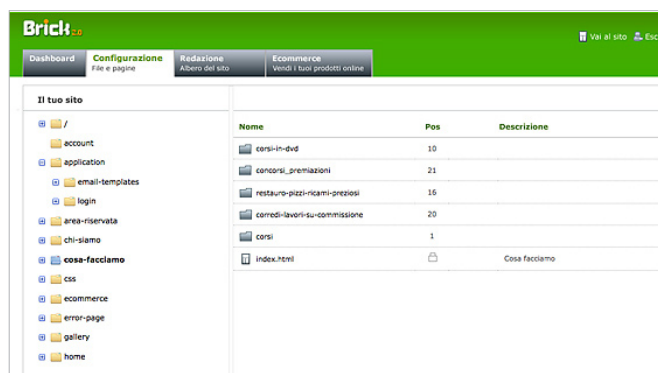 Brick 2.0
Vai al sito Esc
Dashboard Configurazione Redazione Ecommerce
File e pagine Albero del sito Vendi i tuoi prodotti online
Il tuo sito
/
account
application
email-templates
login
area-riservata
chi-siamo
cosa-facciamo
css
ecommerce
error-page
gallery
home
Nome Pos Descrizione
corsi-in-dvd 10
concorsi_premiazioni 21
restauro-pizzi-ricami-preziosi 16
corredi-lavori-su-commissione 20
corsi 1
index.html Cosa facciamo